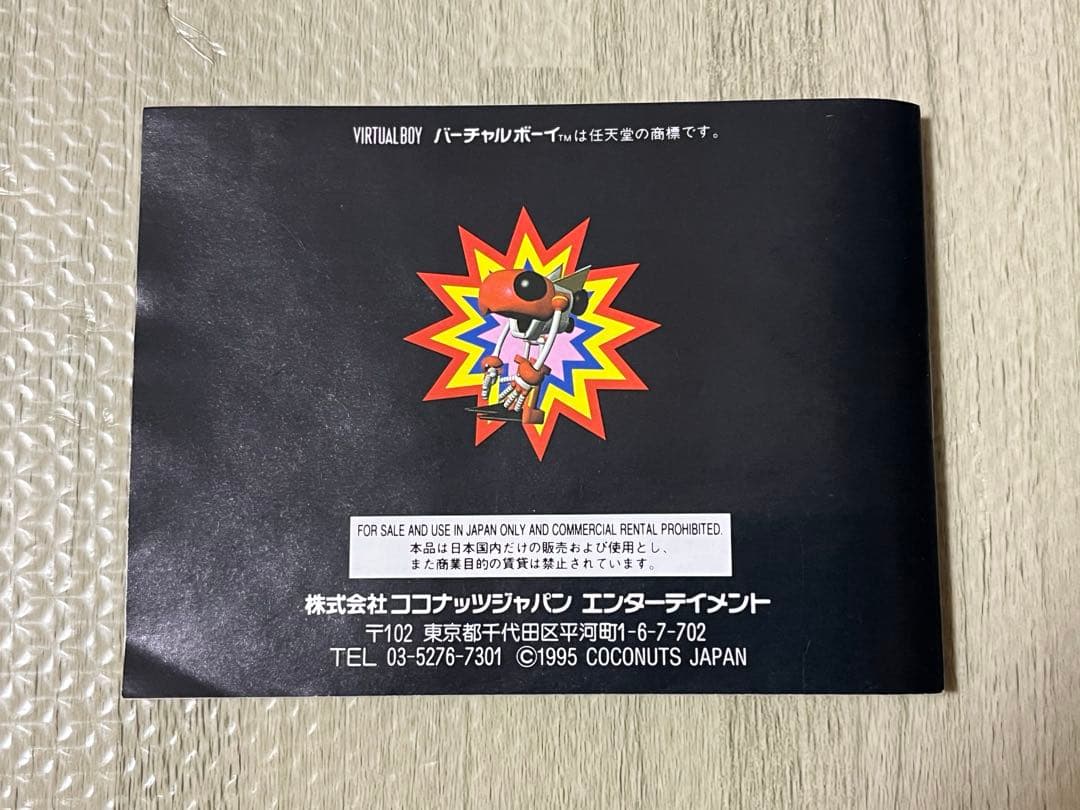 VIRTUAL BOY バーチャルボーイTMは任天堂の商標です。
FOR SALE AND USE IN JAPAN ONLY AND COMMERCIAL RENTAL PROHIBITED.
本品は日本国内だけの販売および使用とし、
また商業目的の賃貸は禁止されています。
株式会社ココナッツジャパン エンターテイメント
〒102 東京都千代田区平河町1-6-7-702
TEL 03-5276-7301 ©1995 COCONUTS JAPAN